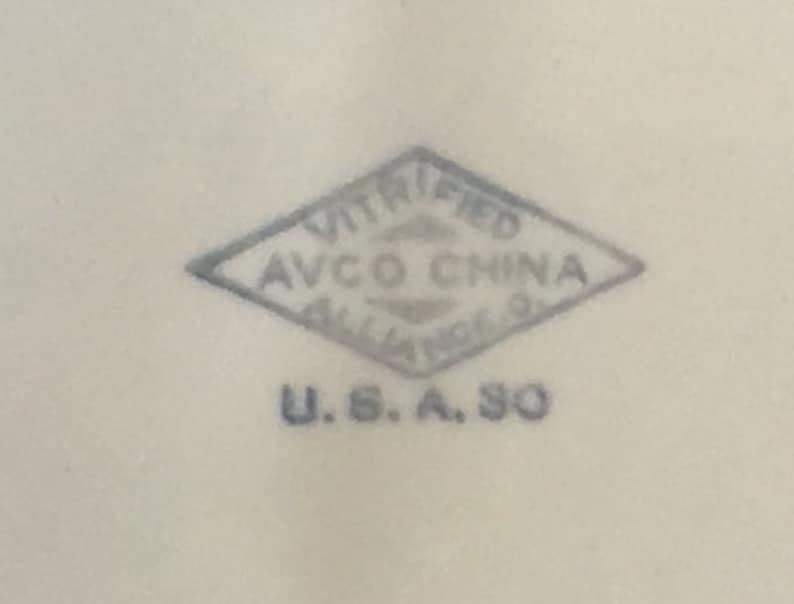 VITRIFIED
AVCO CHINA
ALLIANCE, O.
U.S.A. 30